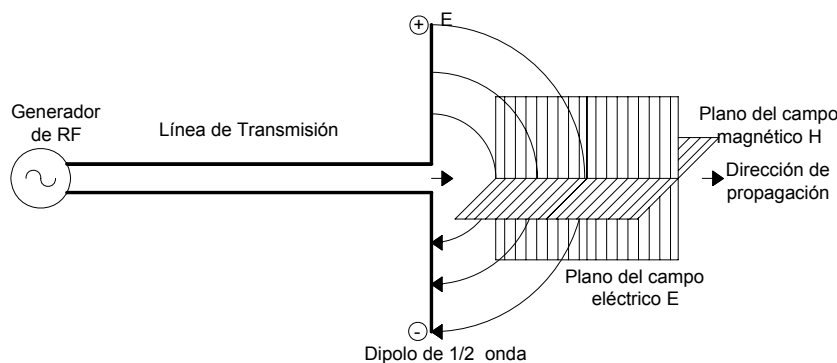 + E
Generador
de RF
Línea de Transmisión
Plano del campo
magnético H
Dirección de
propagación
Plano del campo
eléctrico E
-
Dipolo de 1/2 onda